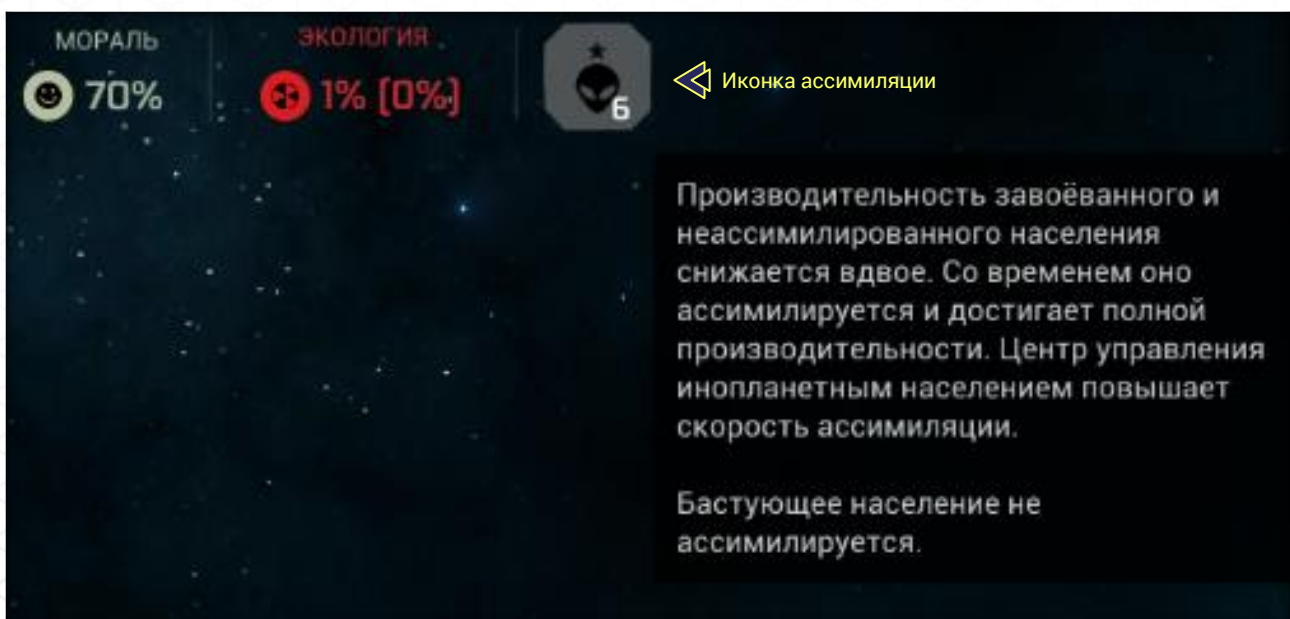 МОРАЛЬ
70%
ЭКОЛОГИЯ
1% (0%)
6
Иконка ассимиляции
Производительность завоёванного и
неассимилированного населения
снижается вдвое. Со временем оно
ассимилируется и достигает полной
производительности. Центр управления
инопланетным населением повышает
скорость ассимиляции.
Бастующее население не
ассимилируется.